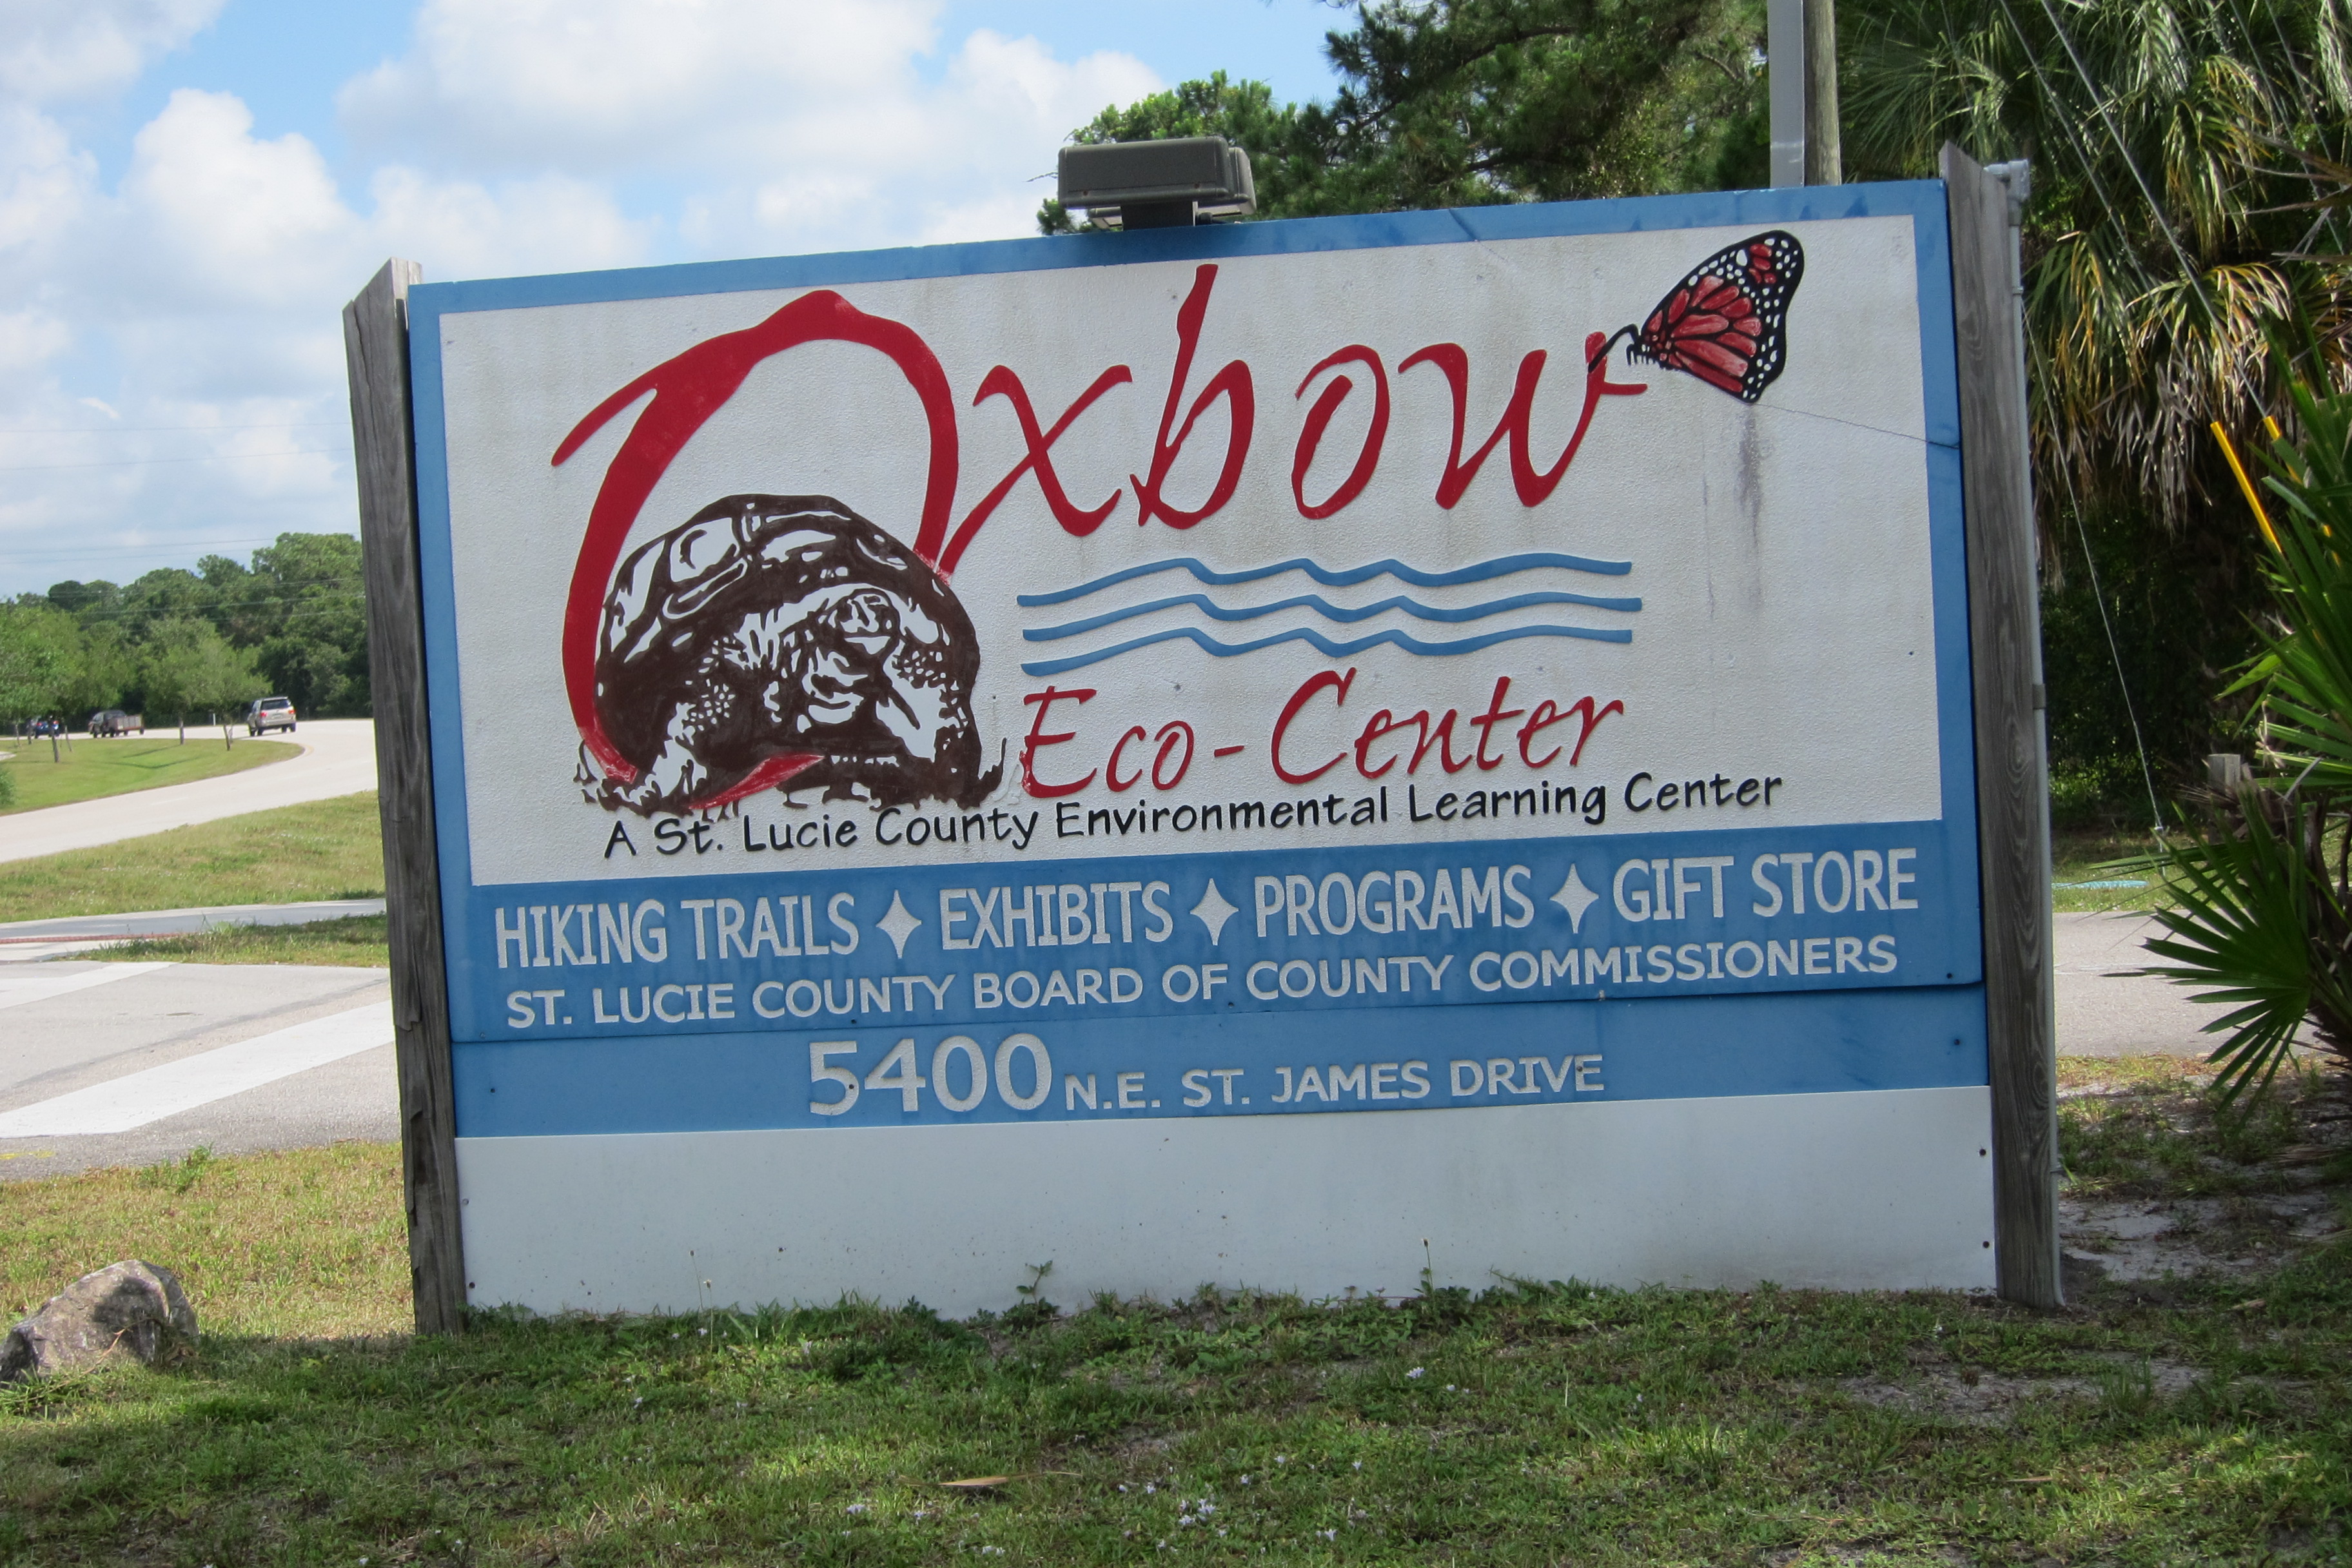 Oxbow
Eco-Center
A St. Lucie County Environmental Learning Center
HIKING TRAILS ✦ EXHIBITS ✦ PROGRAMS ✦ GIFT STORE
ST. LUCIE COUNTY BOARD OF COUNTY COMMISSIONERS
5400 N.E. ST. JAMES DRIVE